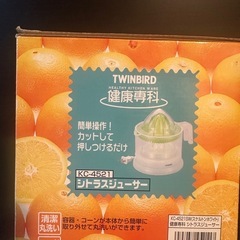 TWINBIRD
HEALTHY KITCHEN WARE
健康専科
簡単操作!
カットして
押しつけるだけ
KC-4521
シトラスジューサー
清潔
丸洗い
容器・コーンが本体から簡単に
取り外せて丸洗いができます。
健康専科 シトラスジューサー